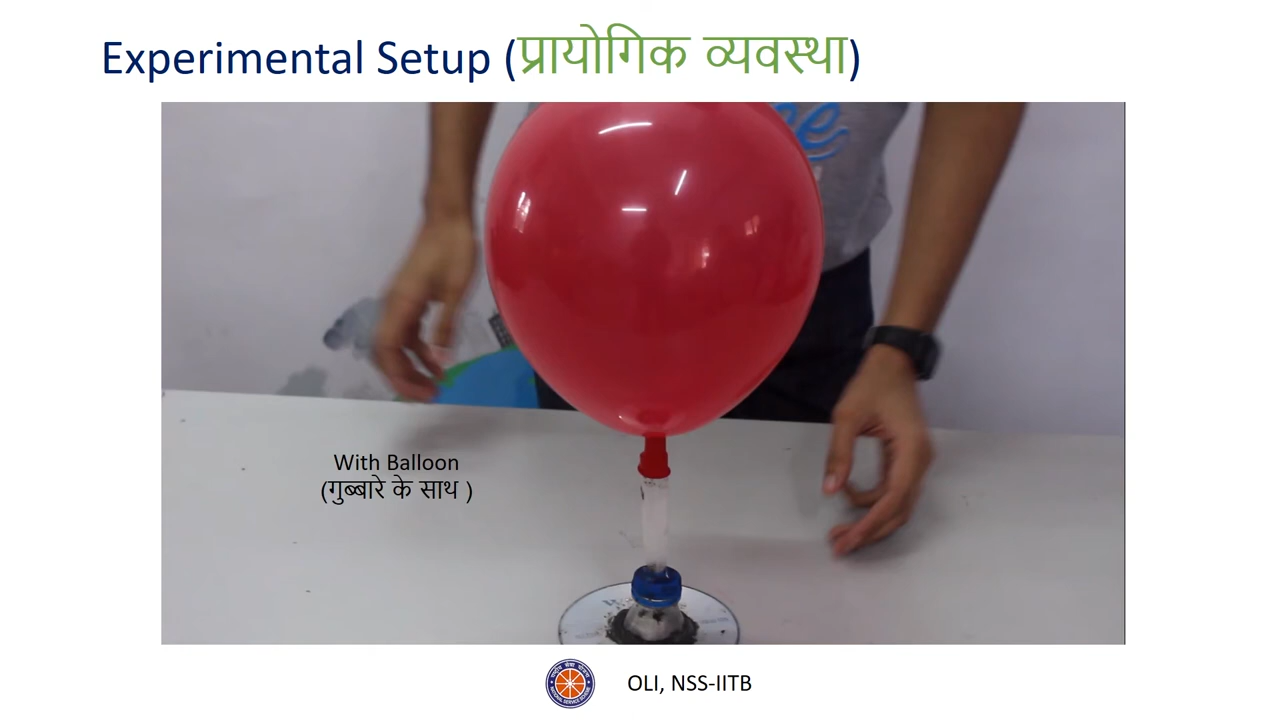 Experimental Setup (प्रायोगिक व्यवस्था)
With Balloon
(गुब्बारे के साथ )
OLI, NSS-IITB